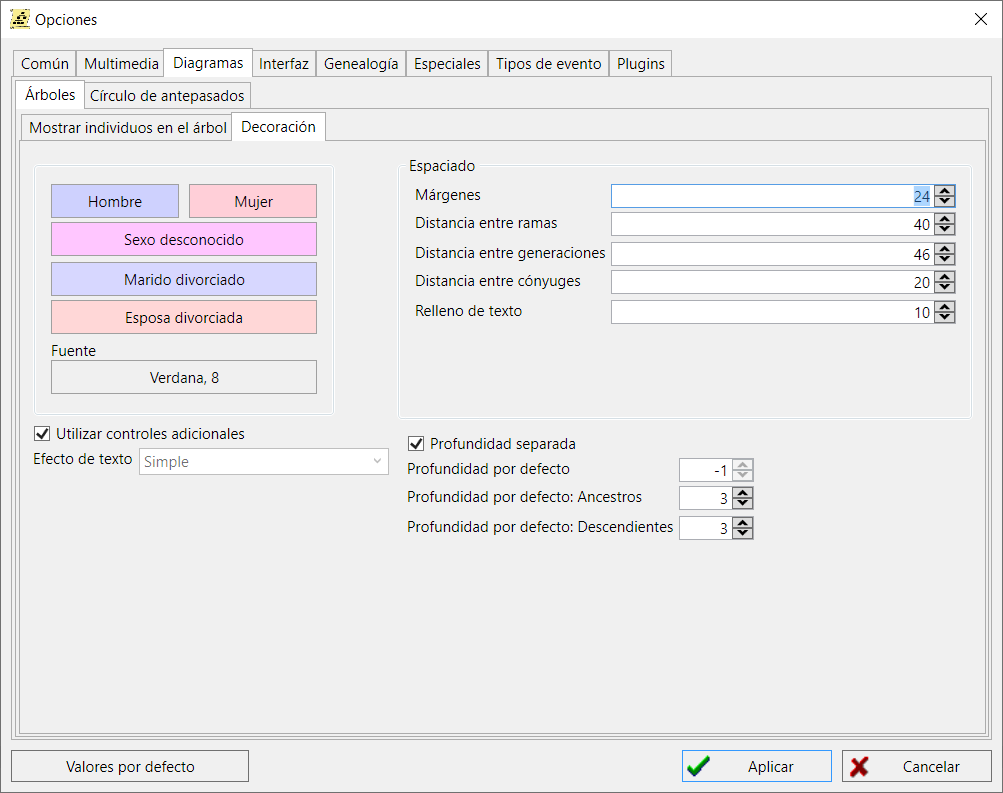 Opciones
Común Multimedia Diagramas Interfaz Genealogía Especiales Tipos de evento Plugins
Árboles Círculo de antepasados
Mostrar individuos en el árbol Decoración
Hombre Mujer
Sexo desconocido
Marido divorciado
Esposa divorciada
Fuente
Verdana, 8
Utilizar controles adicionales
Efecto de texto Simple
Espaciado
Márgenes 24
Distancia entre ramas 40
Distancia entre generaciones 46
Distancia entre cónyuges 20
Relleno de texto 10
Profundidad separada
Profundidad por defecto -1
Profundidad por defecto: Ancestros 3
Profundidad por defecto: Descendientes 3
Valores por defecto Aplicar Cancelar